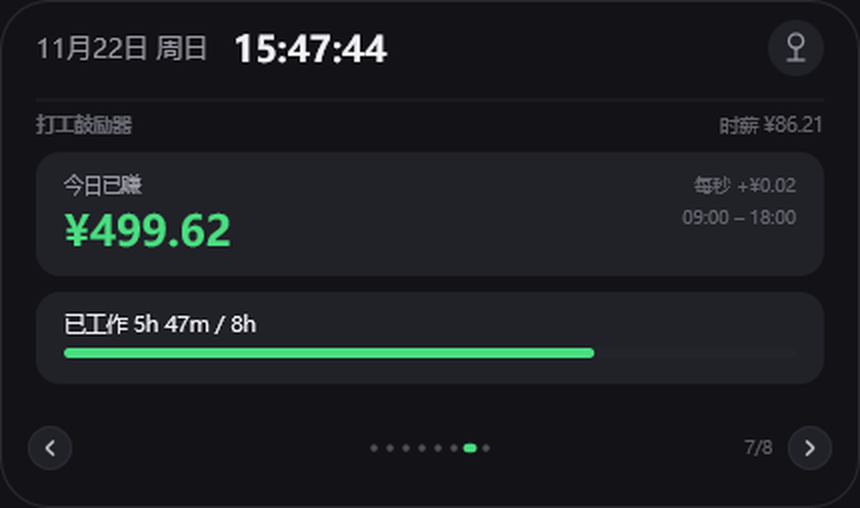 11月22日 周日 15:47:44
打工鼓励器 时薪 ¥86.21
今日已赚 每秒 +¥0.02
¥499.62 09:00 – 18:00
已工作 5h 47m / 8h
7/8